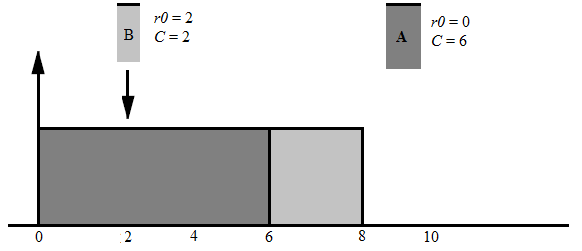 B
r0 = 2
C = 2
A
r0 = 0
C = 6
0 2 4 6 8 10